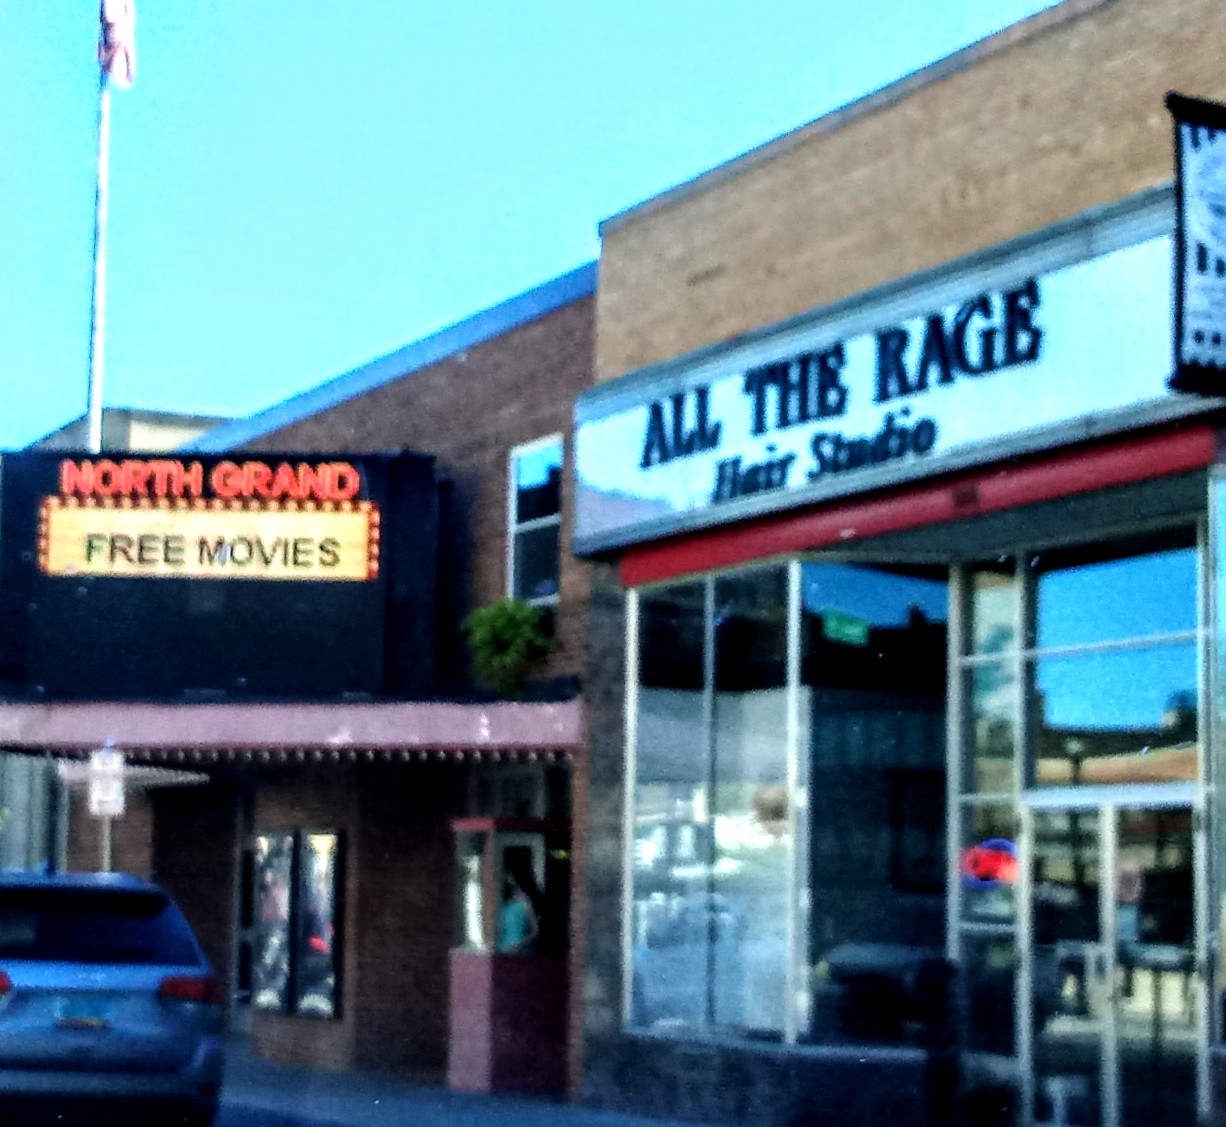 NORTH GRAND
FREE MOVIES
ALL THE RAGE
Hair Studio